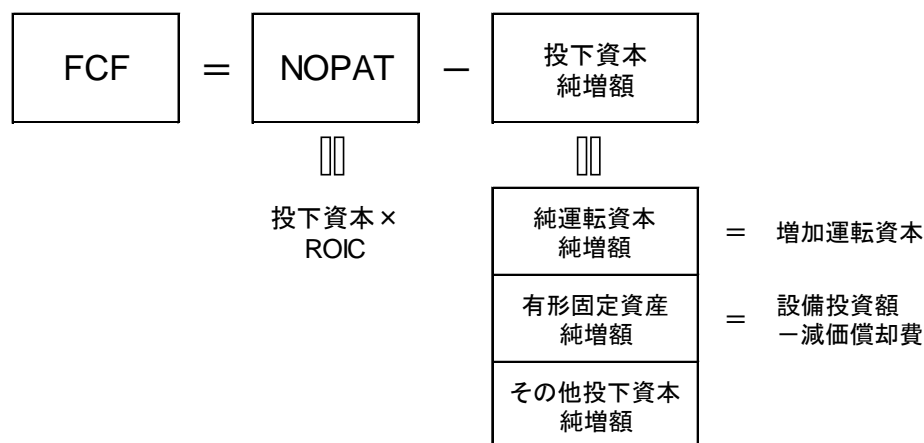 FCF ＝ NOPAT － 投下資本
純増額
投下資本×
ROIC
純運転資本
純増額
＝ 増加運転資本
有形固定資産
純増額
＝ 設備投資額
－減価償却費
その他投下資本
純増額